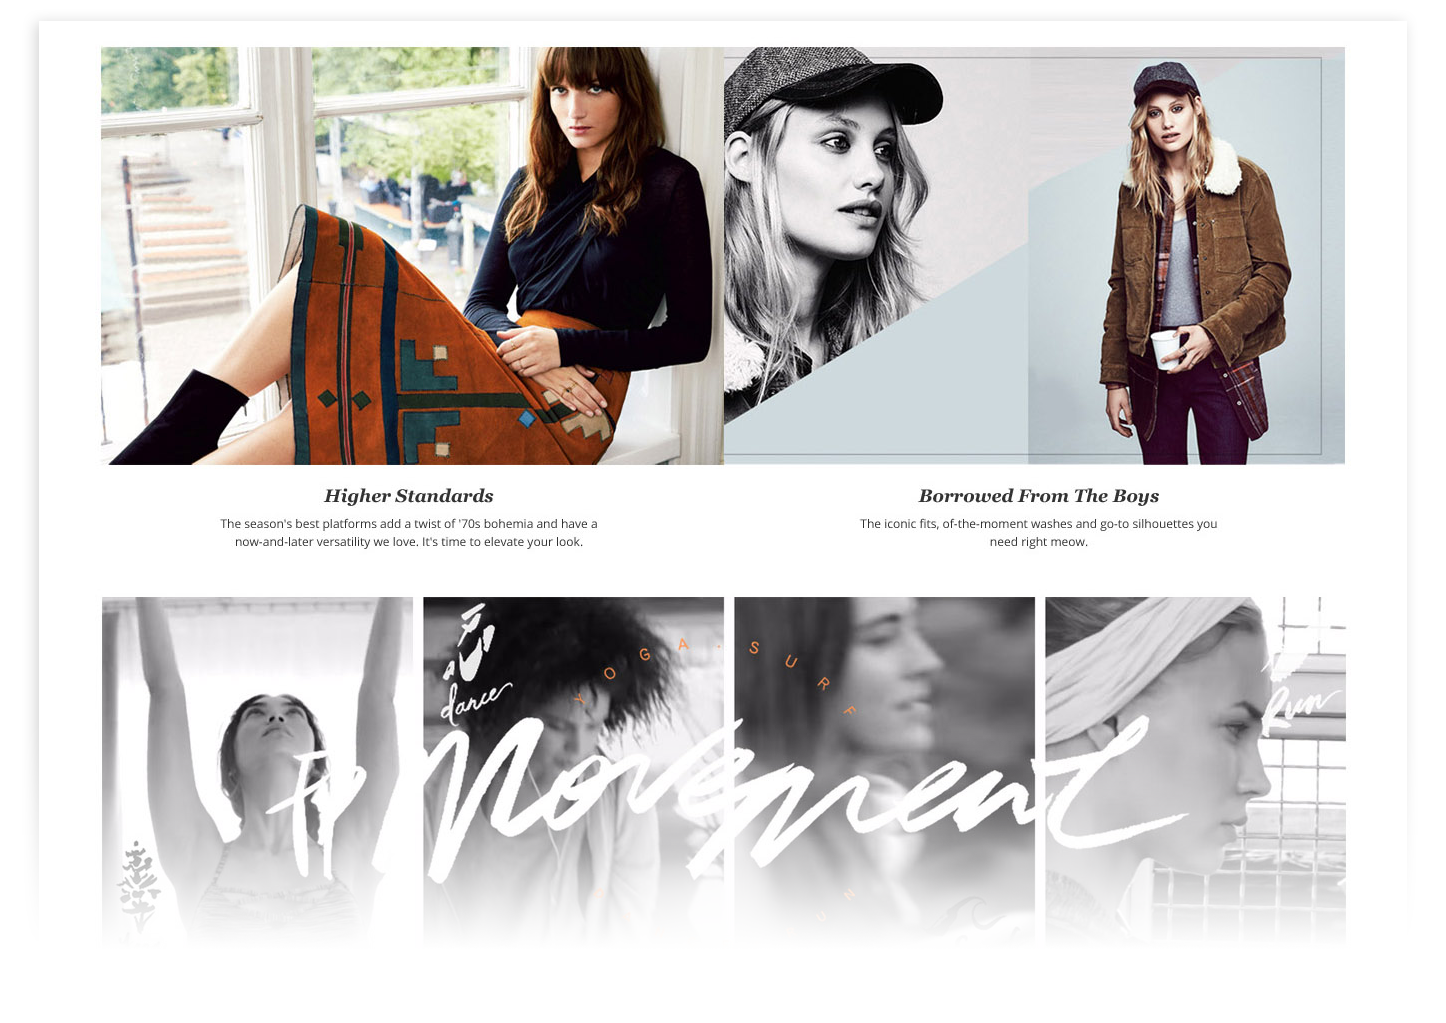 Higher Standards
The season's best platforms add a twist of '70s bohemia and have a
now-and-later versatility we love. It's time to elevate your look.
Borrowed From The Boys
The iconic fits, of-the-moment washes and go-to silhouettes you
need right meow.
dance
YOGA.SURF
Run
FP Movement